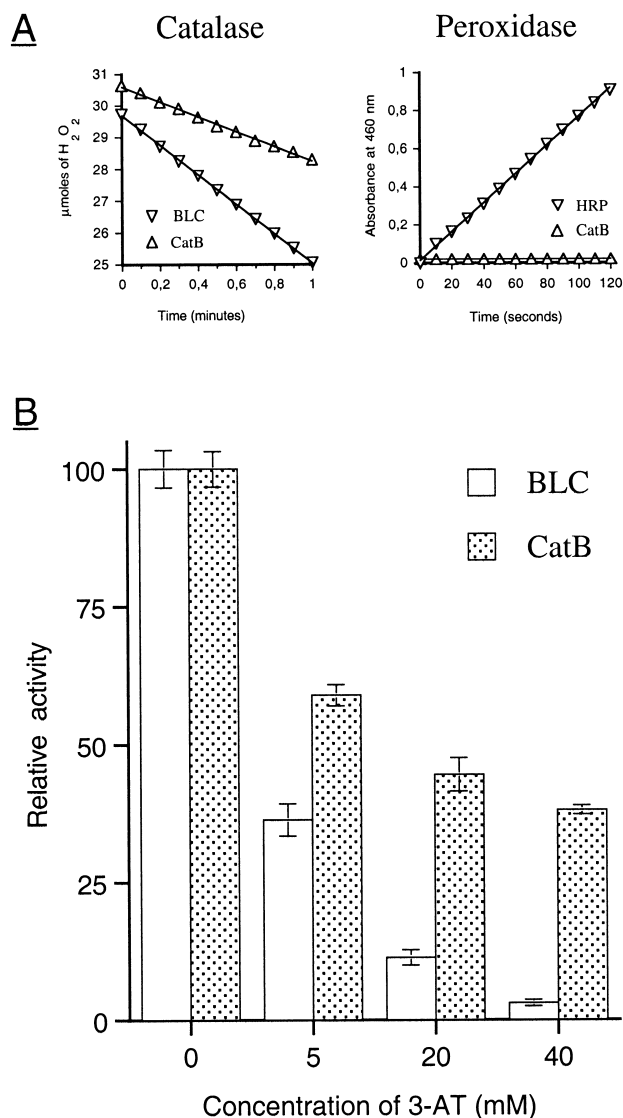 A
Catalase
Peroxidase
31
30
29
28
27
26
25
μmoles of H2O2
BLC
CatB
0 0,2 0,4 0,6 0,8 1
Time (minutes)
1
0,8
0,6
0,4
0,2
0
Absorbance at 460 nm
HRP
CatB
0 20 40 60 80 100 120
Time (seconds)
B
100
75
50
25
0
Relative activity
BLC
CatB
0 5 20 40
Concentration of 3-AT (mM)